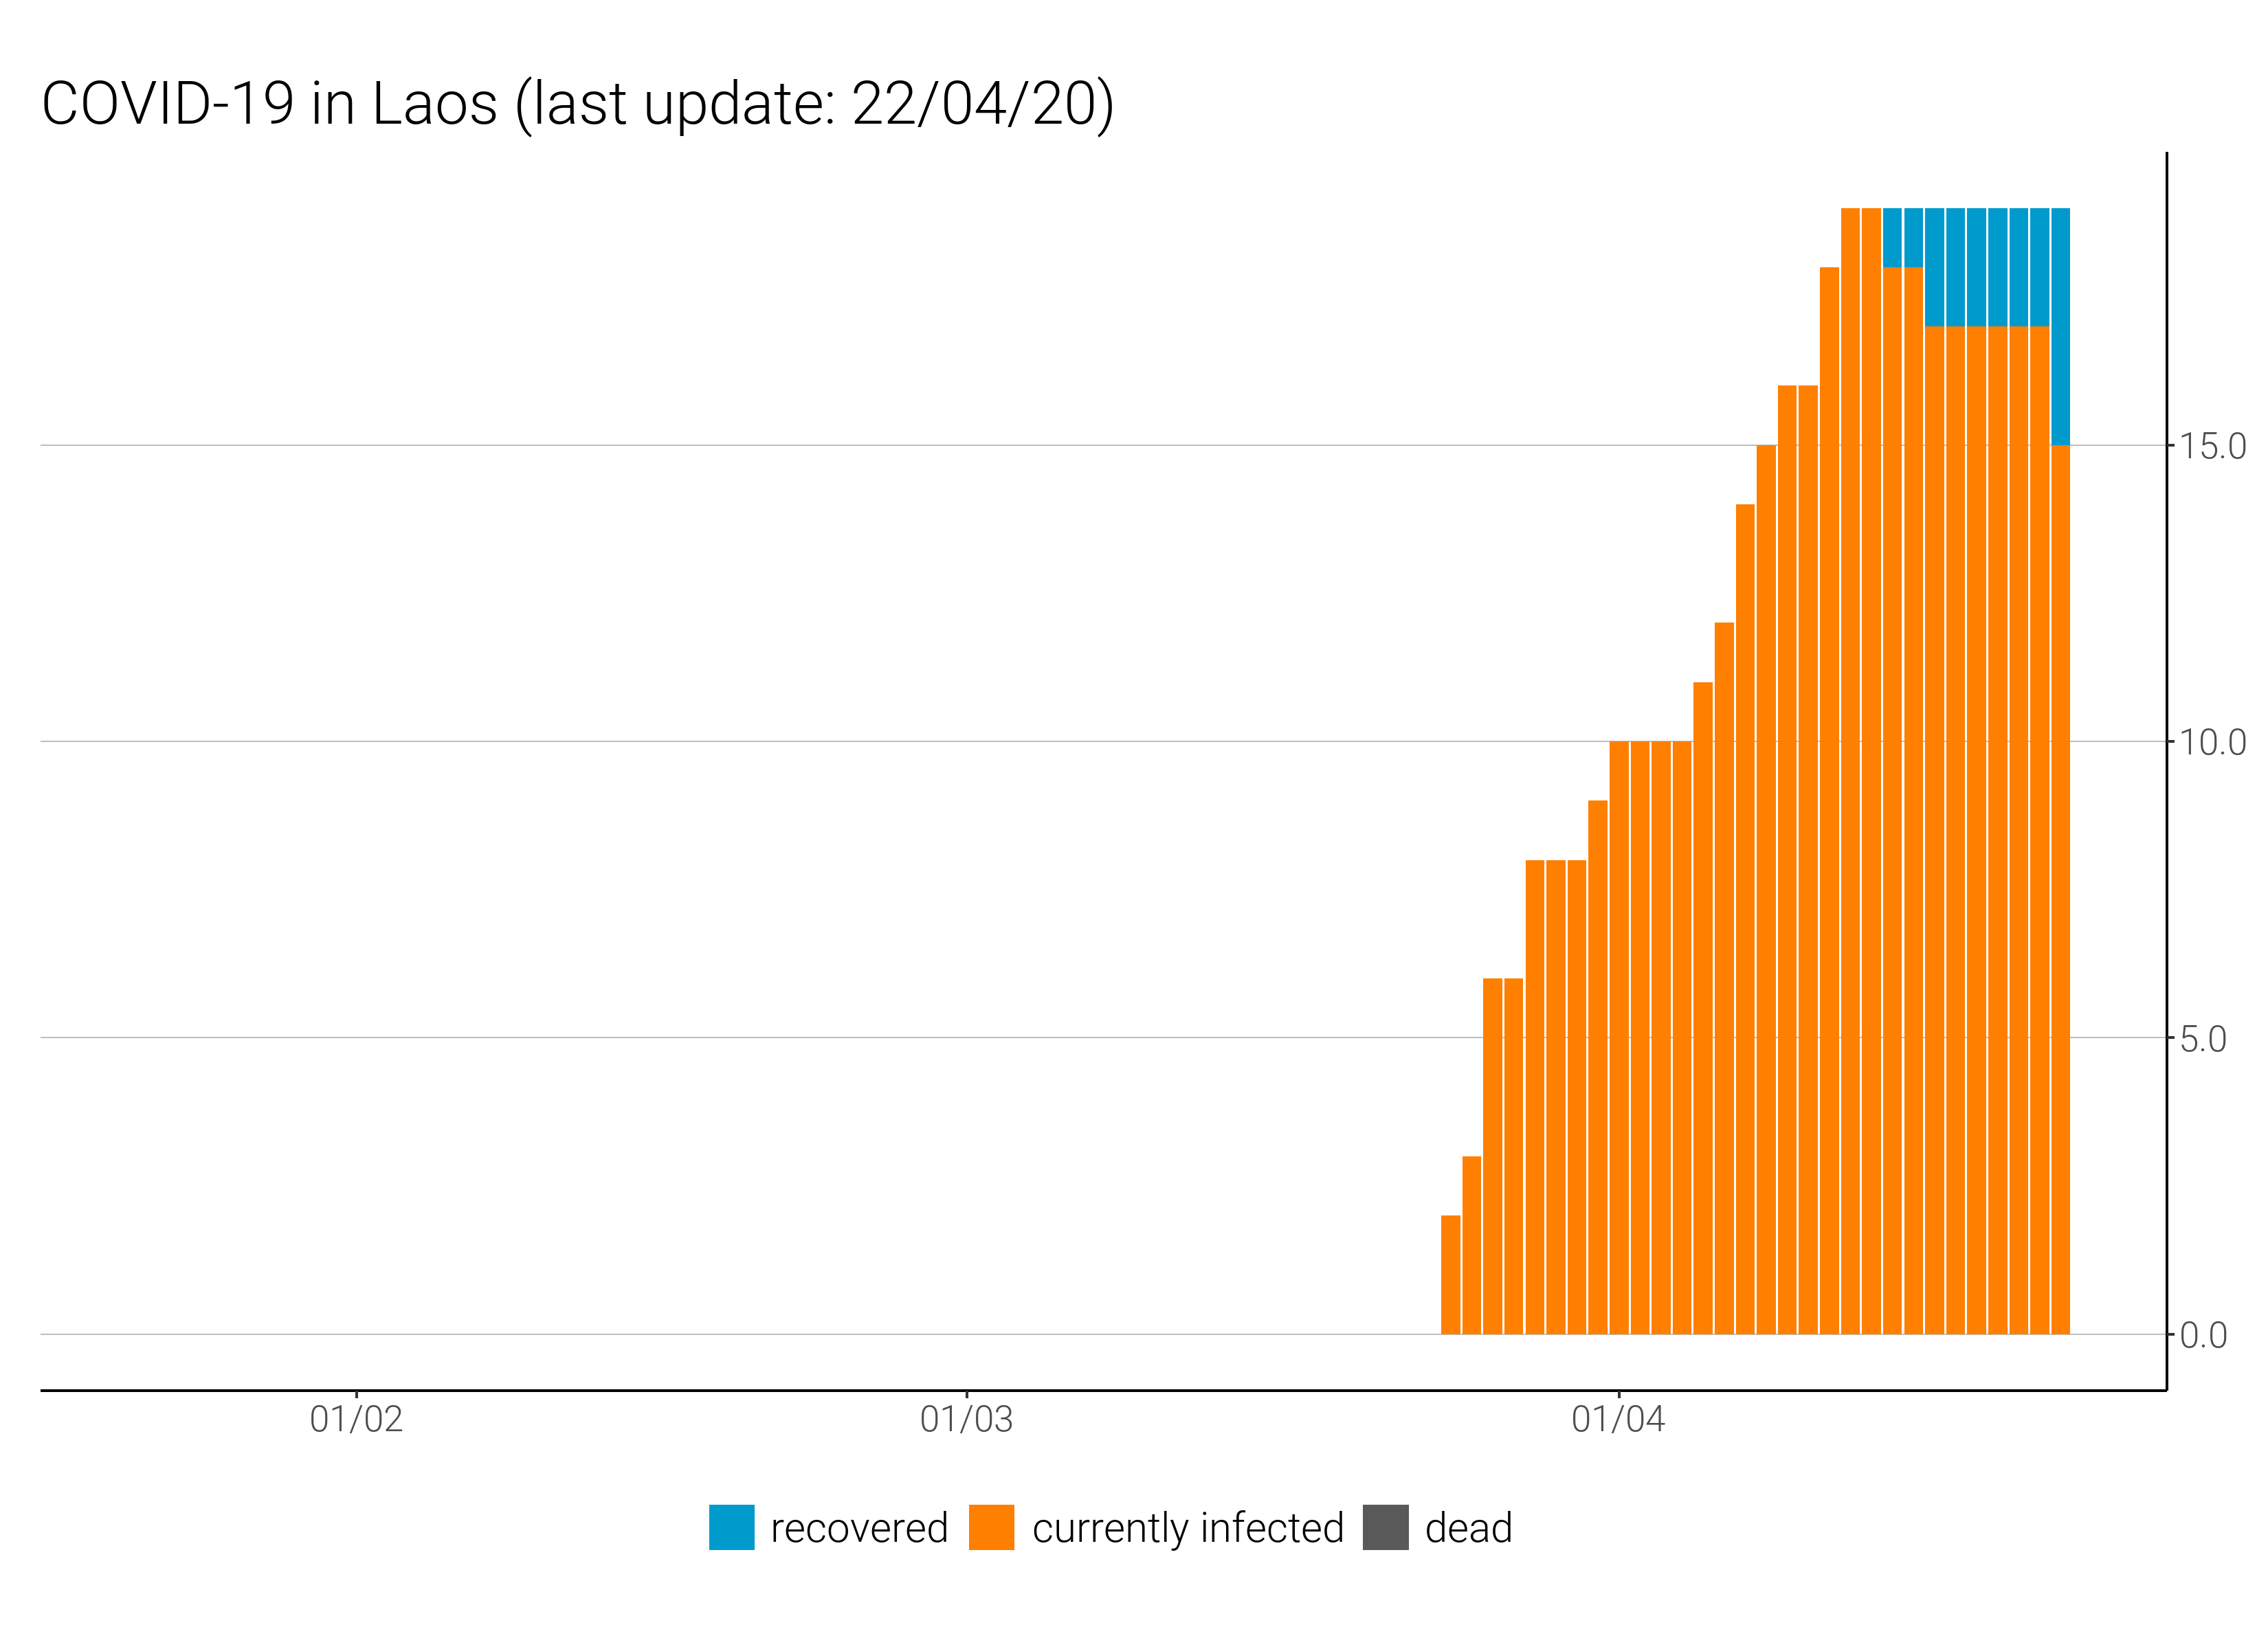 COVID-19 in Laos (last update: 22/04/20)
15.0
10.0
5.0
0.0
01/02 01/03 01/04
recovered currently infected dead